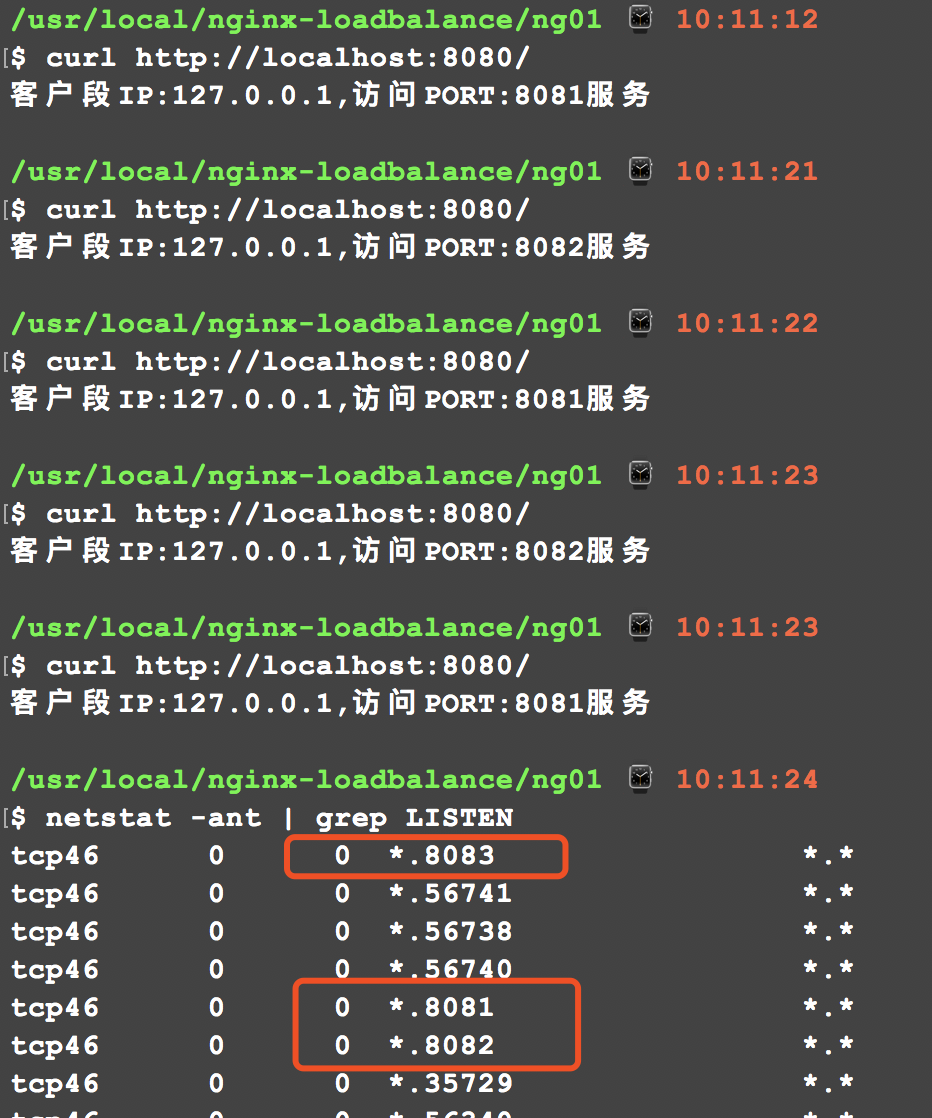 /usr/local/nginx-loadbalance/ng01 ⌚ 10:11:12
[$ curl http://localhost:8080/
客户段IP:127.0.0.1,访问PORT:8081服务
/usr/local/nginx-loadbalance/ng01 ⌚ 10:11:21
[$ curl http://localhost:8080/
客户段IP:127.0.0.1,访问PORT:8082服务
/usr/local/nginx-loadbalance/ng01 ⌚ 10:11:22
[$ curl http://localhost:8080/
客户段IP:127.0.0.1,访问PORT:8081服务
/usr/local/nginx-loadbalance/ng01 ⌚ 10:11:23
[$ curl http://localhost:8080/
客户段IP:127.0.0.1,访问PORT:8082服务
/usr/local/nginx-loadbalance/ng01 ⌚ 10:11:23
[$ curl http://localhost:8080/
客户段IP:127.0.0.1,访问PORT:8081服务
/usr/local/nginx-loadbalance/ng01 ⌚ 10:11:24
[$ netstat -ant | grep LISTEN
tcp46 0 0 *.8083 *.*
tcp46 0 0 *.56741 *.*
tcp46 0 0 *.56738 *.*
tcp46 0 0 *.56740 *.*
tcp46 0 0 *.8081 *.*
tcp46 0 0 *.8082 *.*
tcp46 0 0 *.35729 *.*